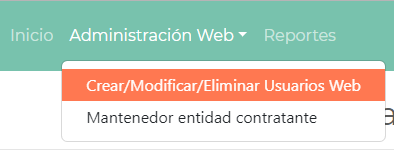 Inicio Administración Web Reportes
Crear/Modificar/Eliminar Usuarios Web
Mantenedor entidad contratante